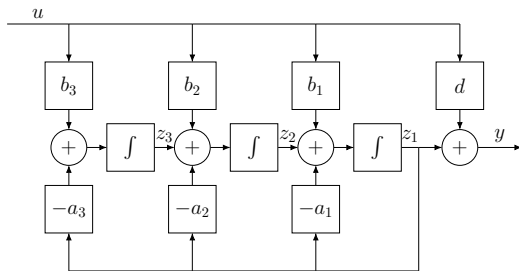 u
b₃ b₂ b₁ d
+ ∫ z₃ + ∫ z₂ + ∫ z₁ + y
−a₃ −a₂ −a₁